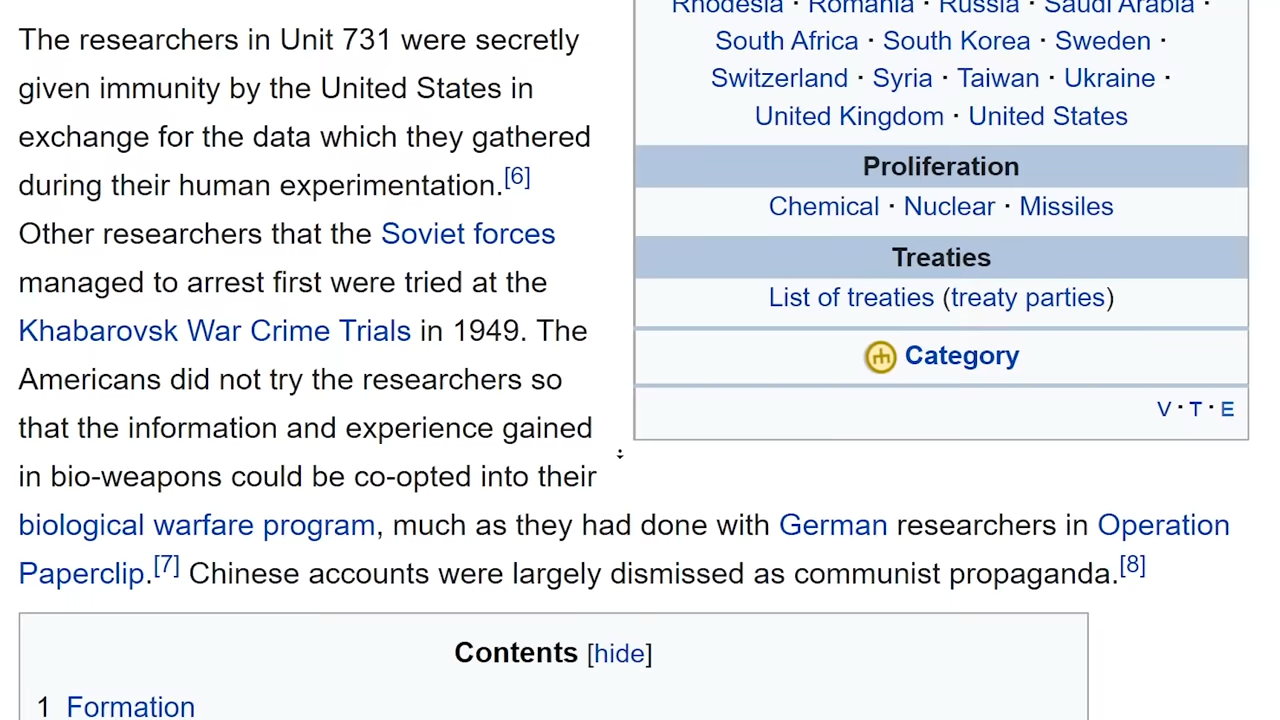 The researchers in Unit 731 were secretly
given immunity by the United States in
exchange for the data which they gathered
during their human experimentation.[6]
Other researchers that the Soviet forces
managed to arrest first were tried at the
Khabarovsk War Crime Trials in 1949. The
Americans did not try the researchers so
that the information and experience gained
in bio-weapons could be co-opted into their
biological warfare program, much as they had done with German researchers in Operation
Paperclip.[7] Chinese accounts were largely dismissed as communist propaganda.[8]
Rhodesia · Romania · Russia · Saudi Arabia ·
South Africa · South Korea · Sweden ·
Switzerland · Syria · Taiwan · Ukraine ·
United Kingdom · United States
Proliferation
Chemical · Nuclear · Missiles
Treaties
List of treaties (treaty parties)
Category
V · T · E
Contents [hide]
1 Formation